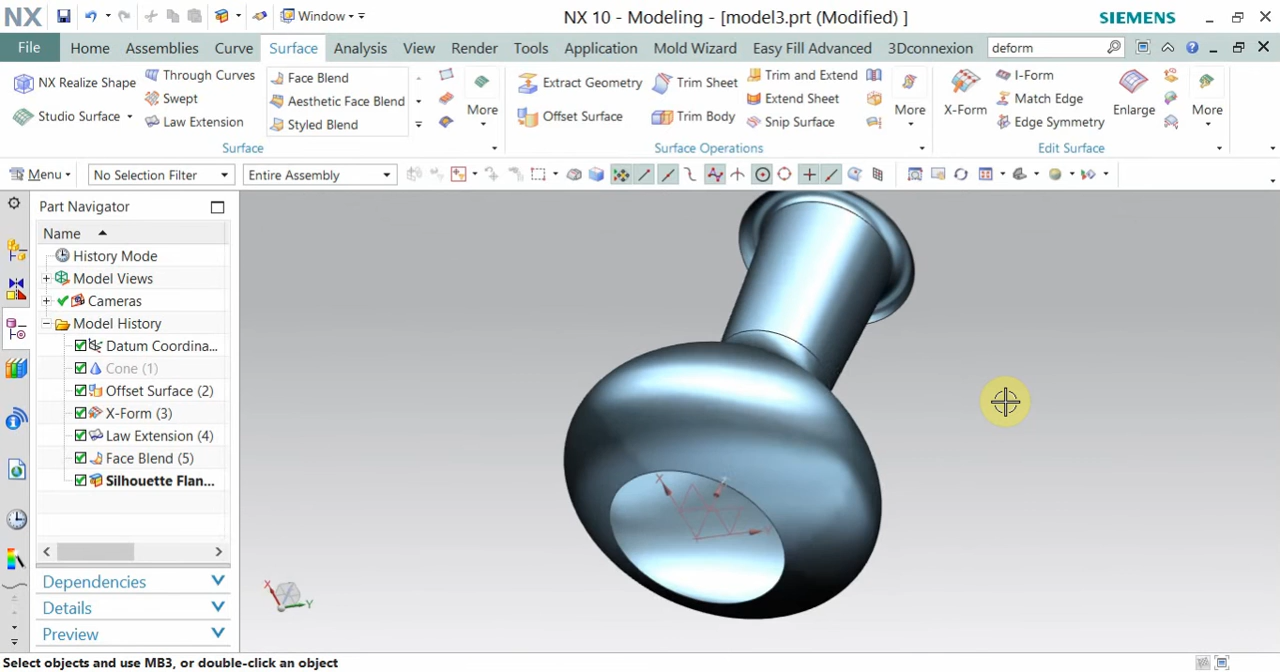 NX
Window
NX 10 - Modeling - [model3.prt (Modified) ]
SIEMENS
File
Home
Assemblies
Curve
Surface
Analysis
View
Render
Tools
Application
Mold Wizard
Easy Fill Advanced
3Dconnexion
deform
NX Realize Shape
Studio Surface
Through Curves
Swept
Law Extension
Face Blend
Aesthetic Face Blend
Styled Blend
More
Surface
Extract Geometry
Offset Surface
Trim Sheet
Trim Body
Trim and Extend
Extend Sheet
Snip Surface
More
Surface Operations
X-Form
I-Form
Match Edge
Edge Symmetry
Enlarge
More
Edit Surface
Menu
No Selection Filter
Entire Assembly
Part Navigator
Name
History Mode
Model Views
Cameras
Model History
Datum Coordina...
Cone (1)
Offset Surface (2)
X-Form (3)
Law Extension (4)
Face Blend (5)
Silhouette Flan...
Dependencies
Details
Preview
X
X
Y
Select objects and use MB3, or double-click an object